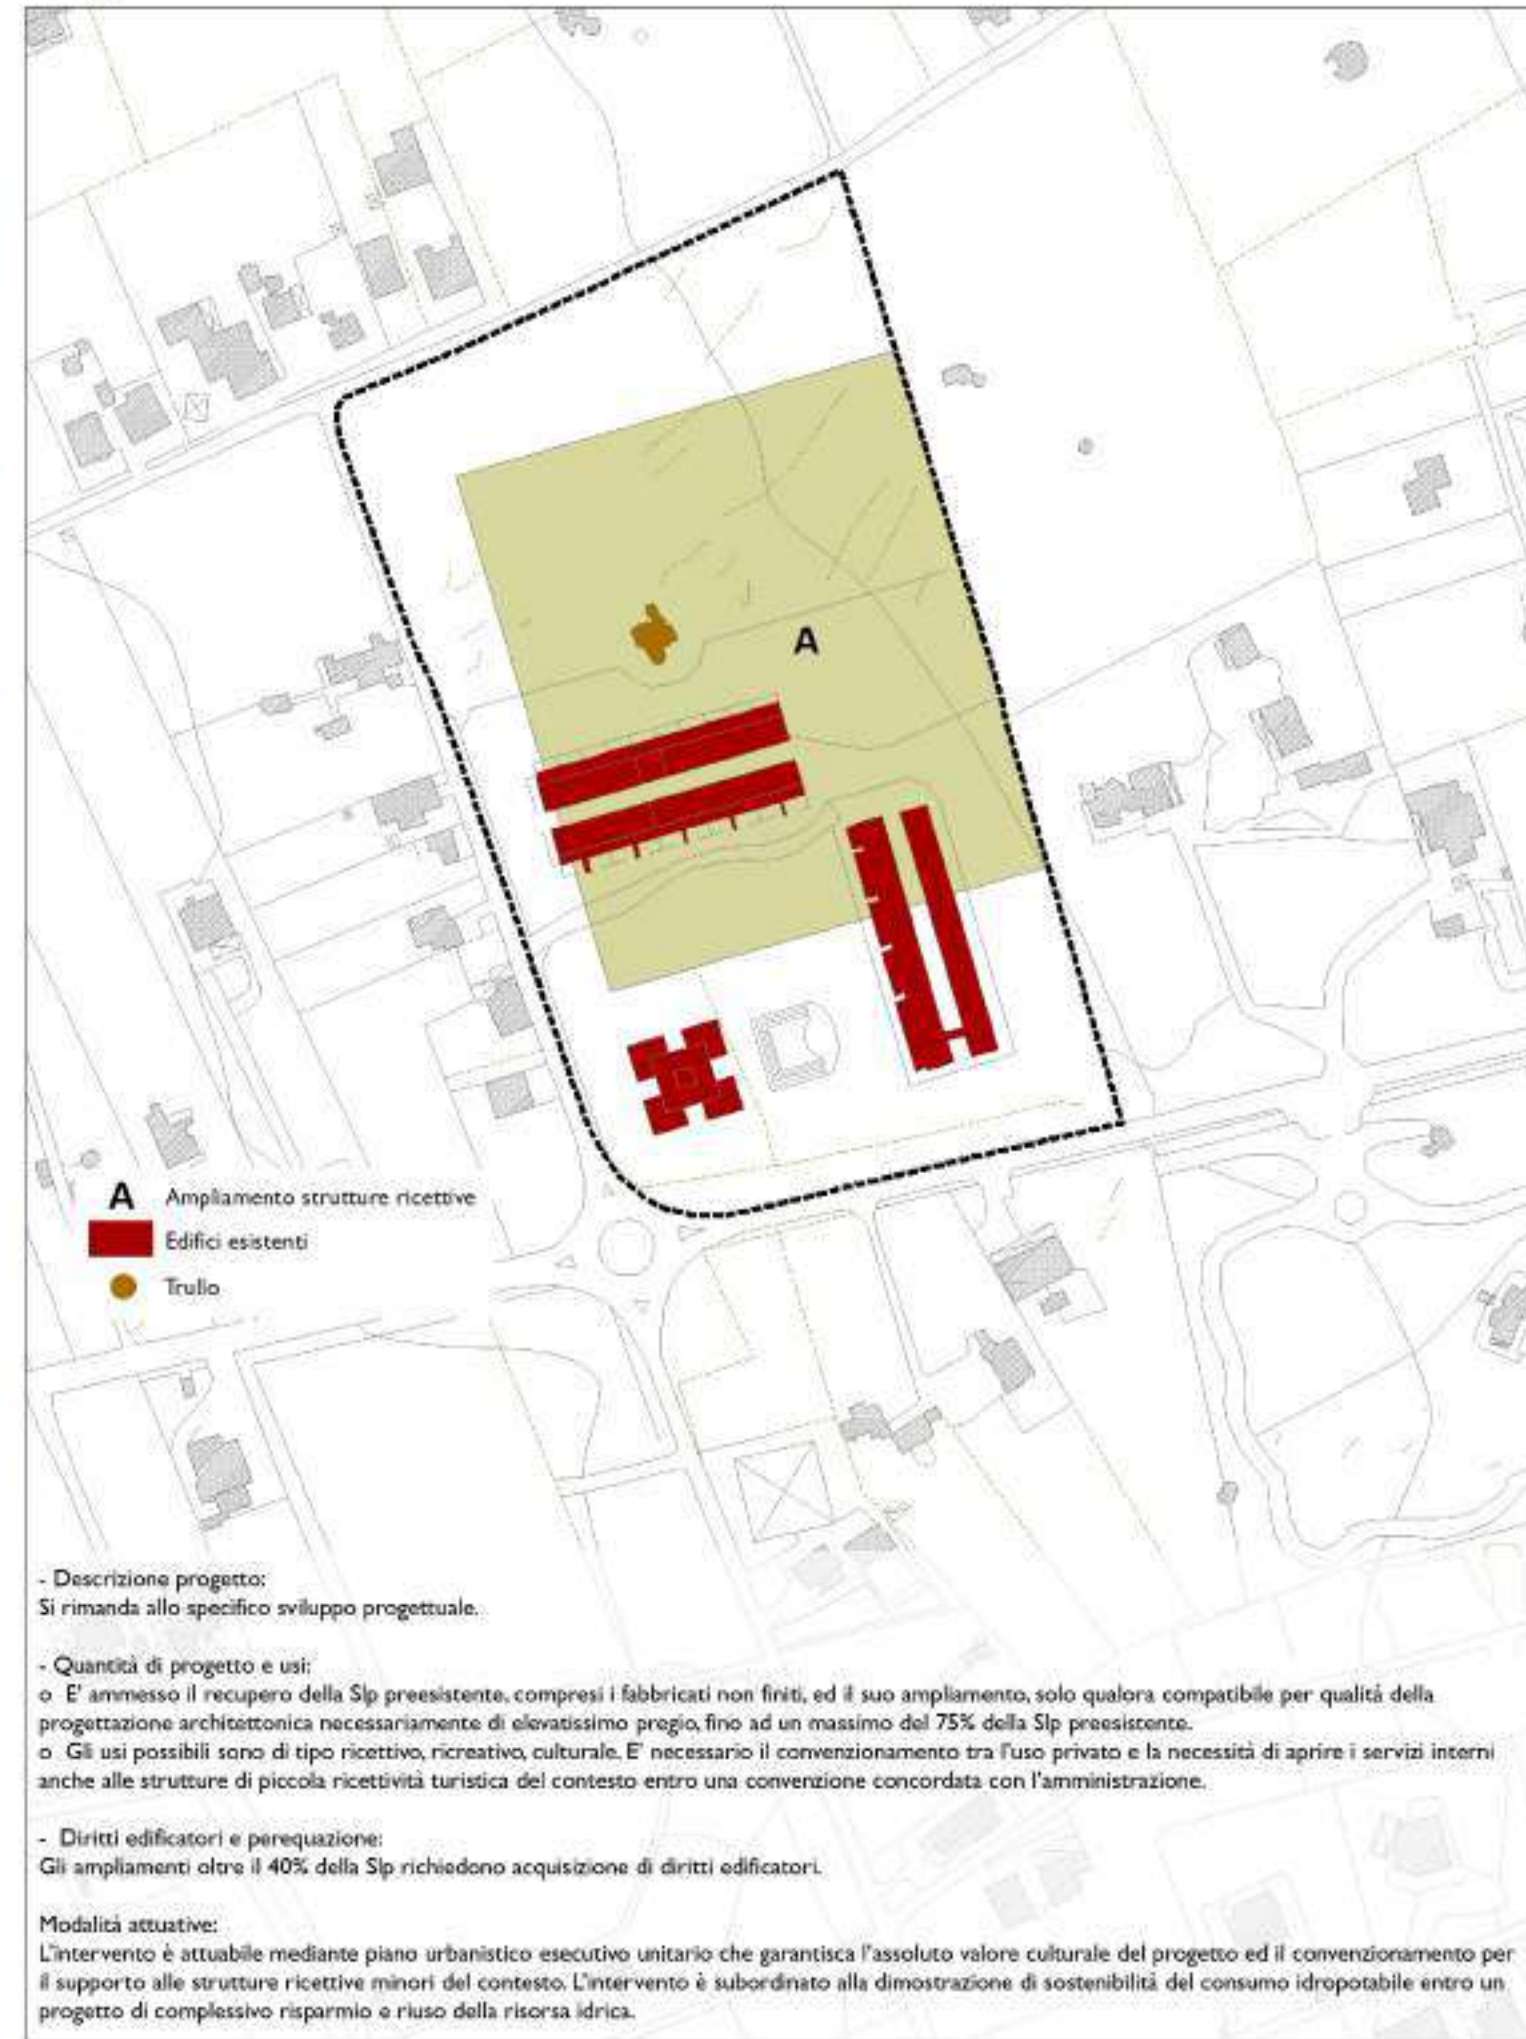 A
A Ampliamento strutture ricettive
Edifici esistenti
Trullo
- Descrizione progetto:
Si rimanda allo specifico sviluppo progettuale.
- Quantità di progetto e usi:
o E' ammesso il recupero della Slp preesistente, compresi i fabbricati non finiti, ed il suo ampliamento, solo qualora compatibile per qualità della
progettazione architettonica necessariamente di elevatissimo pregio, fino ad un massimo del 75% della Slp preesistente.
o Gli usi possibili sono di tipo ricettivo, ricreativo, culturale. E' necessario il convenzionamento tra l'uso privato e la necessità di aprire i servizi interni
anche alle strutture di piccola ricettività turistica del contesto entro una convenzione concordata con l'amministrazione.
- Diritti edificatori e perequazione:
Gli ampliamenti oltre il 40% della Slp richiedono acquisizione di diritti edificatori.
Modalità attuative:
L'intervento è attuabile mediante piano urbanistico esecutivo unitario che garantisca l'assoluto valore culturale del progetto ed il convenzionamento per
il supporto alle strutture ricettive minori del contesto. L'intervento è subordinato alla dimostrazione di sostenibilità del consumo idropotabile entro un
progetto di complessivo risparmio e riuso della risorsa idrica.